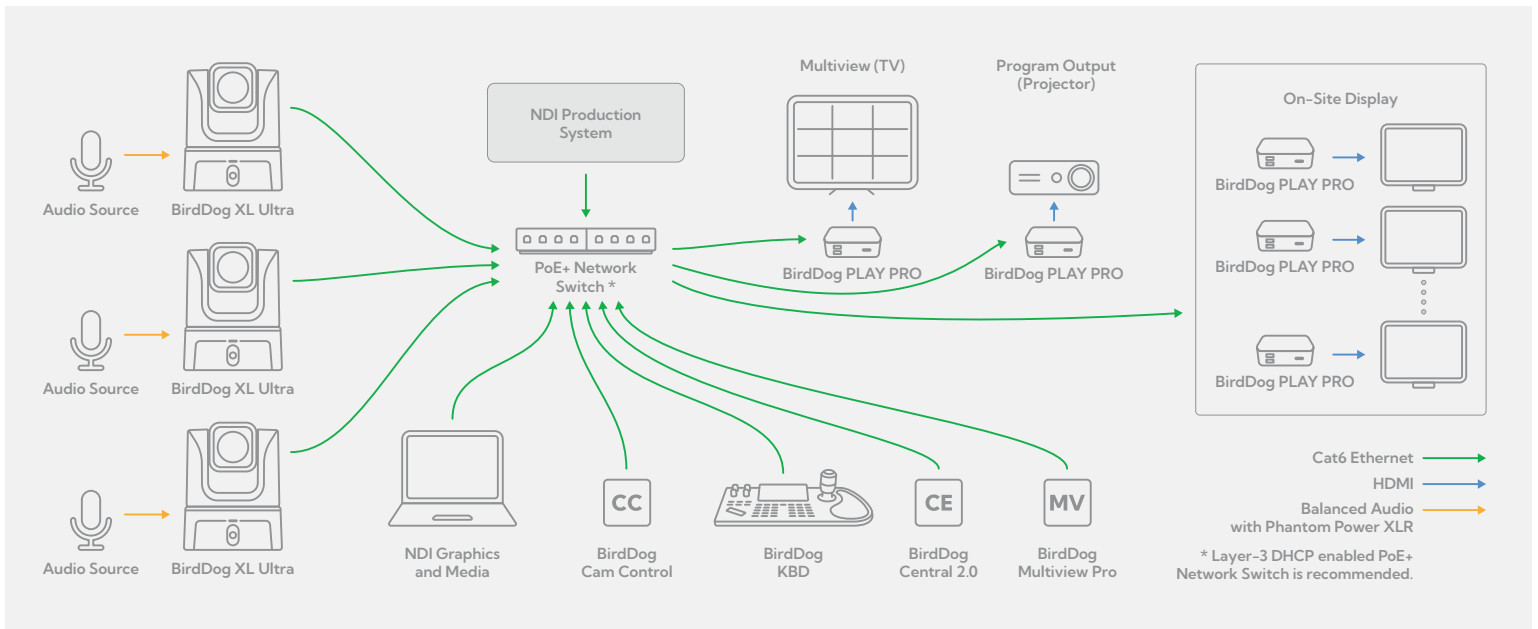 Audio Source
BirdDog XL Ultra
Audio Source
BirdDog XL Ultra
Audio Source
BirdDog XL Ultra
NDI Production
System
PoE+ Network
Switch *
Multiview (TV)
BirdDog PLAY PRO
Program Output
(Projector)
BirdDog PLAY PRO
On-Site Display
BirdDog PLAY PRO
BirdDog PLAY PRO
BirdDog PLAY PRO
NDI Graphics
and Media
CC
BirdDog
Cam Control
BirdDog
KBD
CE
BirdDog
Central 2.0
MV
BirdDog
Multiview Pro
Cat6 Ethernet
HDMI
Balanced Audio
with Phantom Power XLR
* Layer-3 DHCP enabled PoE+
Network Switch is recommended.